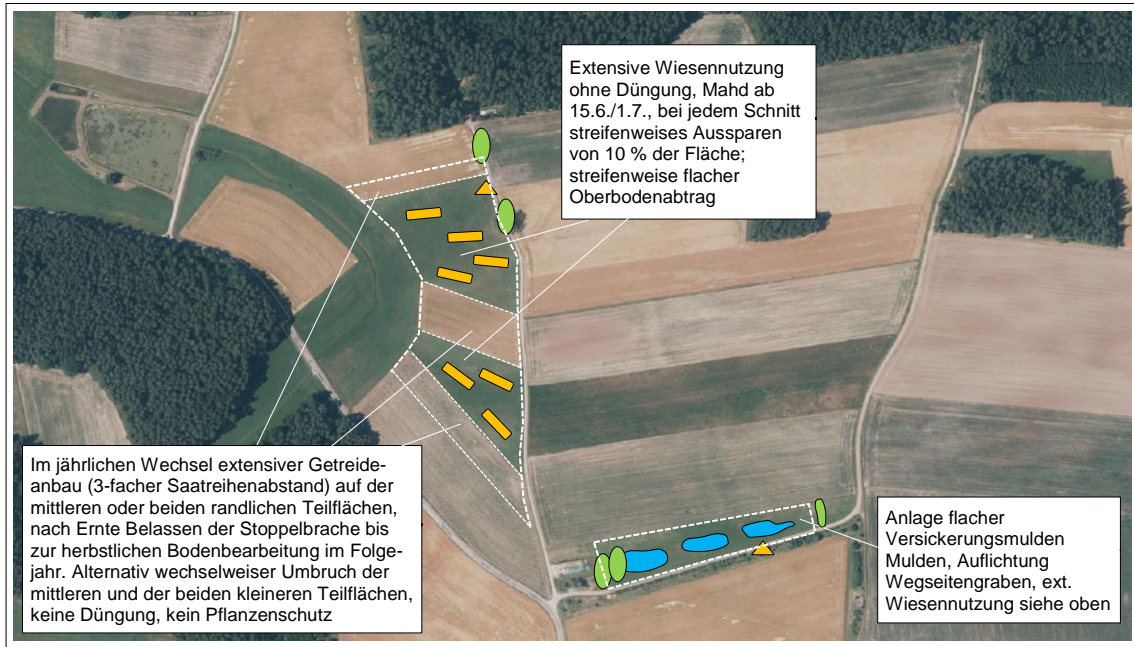 Extensive Wiesennutzung
ohne Düngung, Mahd ab
15.6./1.7., bei jedem Schnitt
streifenweises Aussparen
von 10 % der Fläche;
streifenweise flacher
Oberbodenabtrag
Im jährlichen Wechsel extensiver Getreide-
anbau (3-facher Saatreihenabstand) auf der
mittleren oder beiden randlichen Teilflächen,
nach Ernte Belassen der Stoppelbrache bis
zur herbstlichen Bodenbearbeitung im Folge-
jahr. Alternativ wechselweiser Umbruch der
mittleren und der beiden kleineren Teilflächen,
keine Düngung, kein Pflanzenschutz
Anlage flacher
Versickerungsmulden
Mulden, Auflichtung
Wegseitengraben, ext.
Wiesennutzung siehe oben